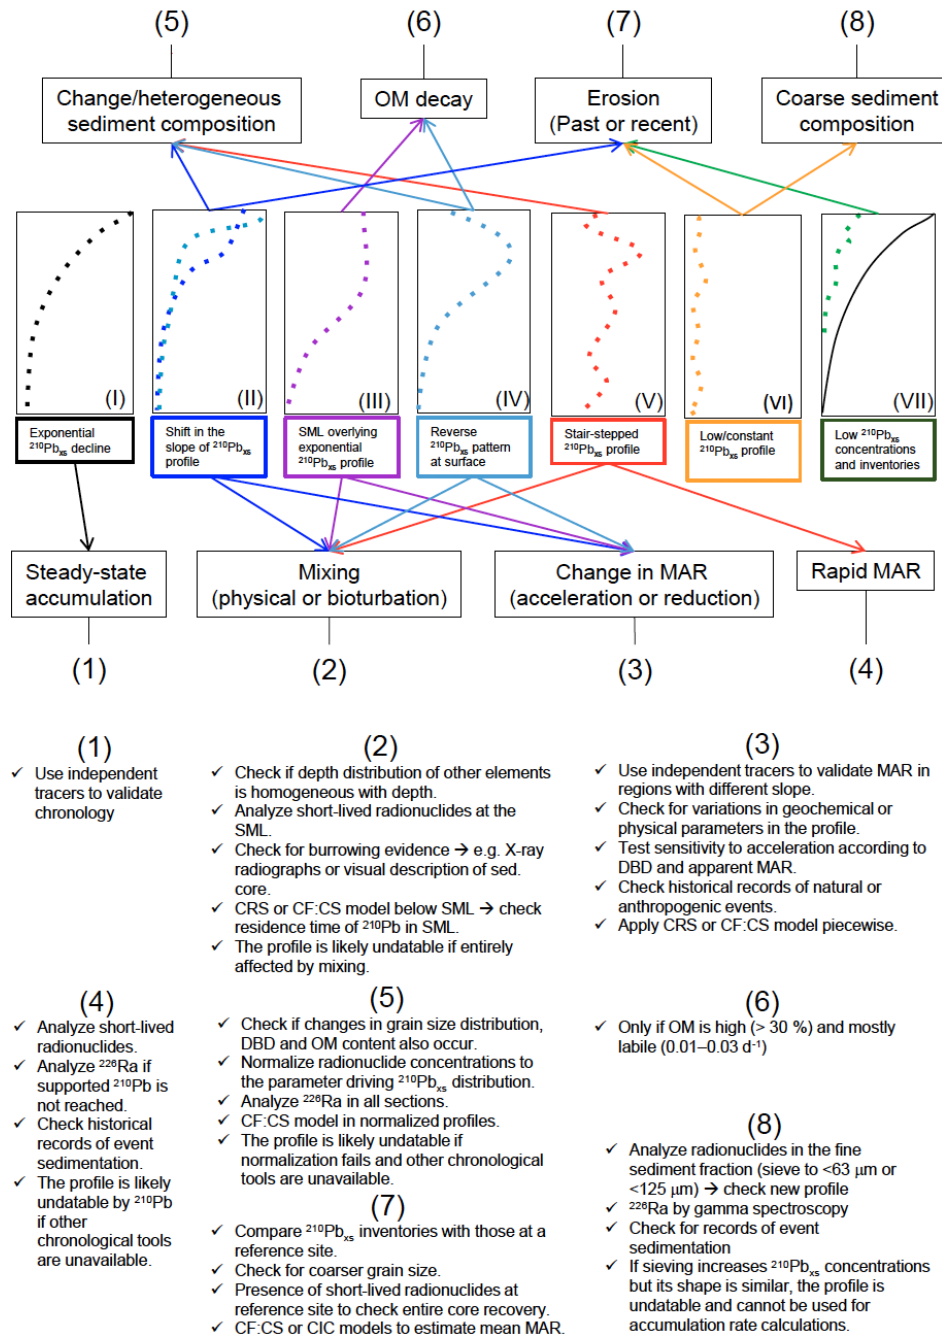 (5)
(6)
(7)
(8)
Change/heterogeneous
sediment composition
OM decay
Erosion
(Past or recent)
Coarse sediment
composition
(I)
(II)
(III)
(IV)
(V)
(VI)
(VII)
Exponential
²¹⁰Pbₓₛ decline
Shift in the
slope of ²¹⁰Pbₓₛ
profile
SML overlying
exponential
²¹⁰Pbₓₛ profile
Reverse
²¹⁰Pbₓₛ pattern
at surface
Stair-stepped
²¹⁰Pbₓₛ profile
Low/constant
²¹⁰Pbₓₛ profile
Low ²¹⁰Pbₓₛ
concentrations
and inventories
Steady-state
accumulation
Mixing
(physical or bioturbation)
Change in MAR
(acceleration or reduction)
Rapid MAR
(1)
(2)
(3)
(4)
(1)
✓ Use independent
tracers to validate
chronology
(2)
✓ Check if depth distribution of other elements
is homogeneous with depth.
✓ Analyze short-lived radionuclides at the
SML.
✓ Check for burrowing evidence → e.g. X-ray
radiographs or visual description of sed.
core.
✓ CRS or CF:CS model below SML → check
residence time of ²¹⁰Pb in SML.
✓ The profile is likely undatable if entirely
affected by mixing.
(3)
✓ Use independent tracers to validate MAR in
regions with different slope.
✓ Check for variations in geochemical or
physical parameters in the profile.
✓ Test sensitivity to acceleration according to
DBD and apparent MAR.
✓ Check historical records of natural or
anthropogenic events.
✓ Apply CRS or CF:CS model piecewise.
(4)
✓ Analyze short-lived
radionuclides.
✓ Analyze ²²⁶Ra if
supported ²¹⁰Pb is
not reached.
✓ Check historical
records of event
sedimentation.
✓ The profile is likely
undatable by ²¹⁰Pb
if other
chronological tools
are unavailable.
(5)
✓ Check if changes in grain size distribution,
DBD and OM content also occur.
✓ Normalize radionuclide concentrations to
the parameter driving ²¹⁰Pbₓₛ distribution.
✓ Analyze ²²⁶Ra in all sections.
✓ CF:CS model in normalized profiles.
✓ The profile is likely undatable if
normalization fails and other chronological
tools are unavailable.
(6)
✓ Only if OM is high (> 30 %) and mostly
labile (0.01–0.03 d⁻¹)
(7)
✓ Compare ²¹⁰Pbₓₛ inventories with those at a
reference site.
✓ Check for coarser grain size.
✓ Presence of short-lived radionuclides at
reference site to check entire core recovery.
✓ CF:CS or CIC models to estimate mean MAR.
(8)
✓ Analyze radionuclides in the fine
sediment fraction (sieve to <63 μm or
<125 μm) → check new profile
✓ ²²⁶Ra by gamma spectroscopy
✓ Check for records of event
sedimentation
✓ If sieving increases ²¹⁰Pbₓₛ concentrations
but its shape is similar, the profile is
undatable and cannot be used for
accumulation rate calculations.